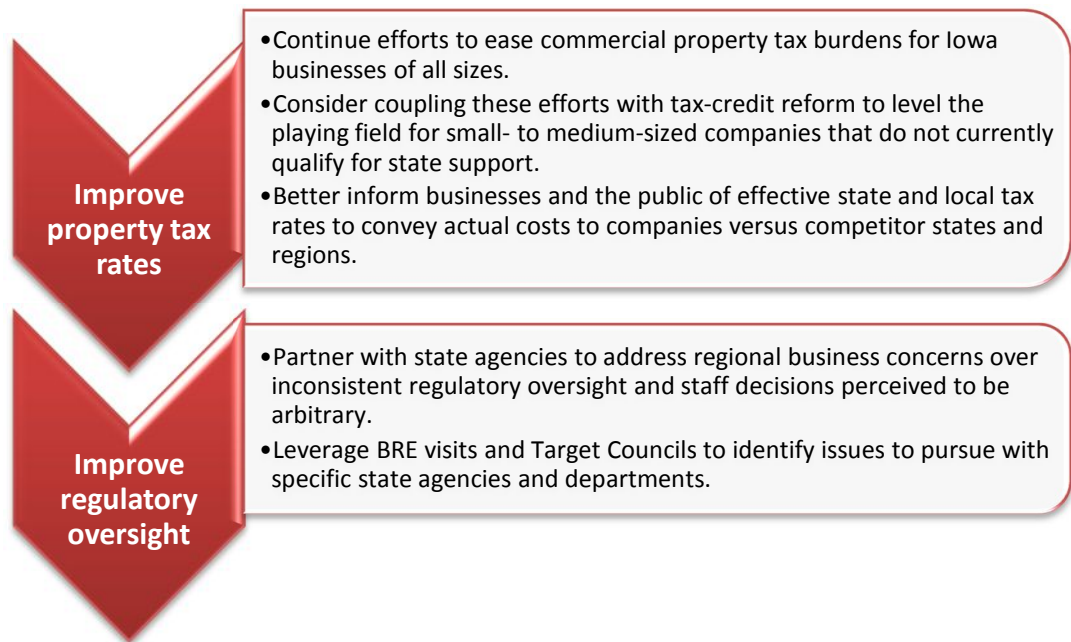 Improve
property tax
rates
•Continue efforts to ease commercial property tax burdens for Iowa
businesses of all sizes.
•Consider coupling these efforts with tax-credit reform to level the
playing field for small- to medium-sized companies that do not currently
qualify for state support.
•Better inform businesses and the public of effective state and local tax
rates to convey actual costs to companies versus competitor states and
regions.
Improve
regulatory
oversight
•Partner with state agencies to address regional business concerns over
inconsistent regulatory oversight and staff decisions perceived to be
arbitrary.
•Leverage BRE visits and Target Councils to identify issues to pursue with
specific state agencies and departments.